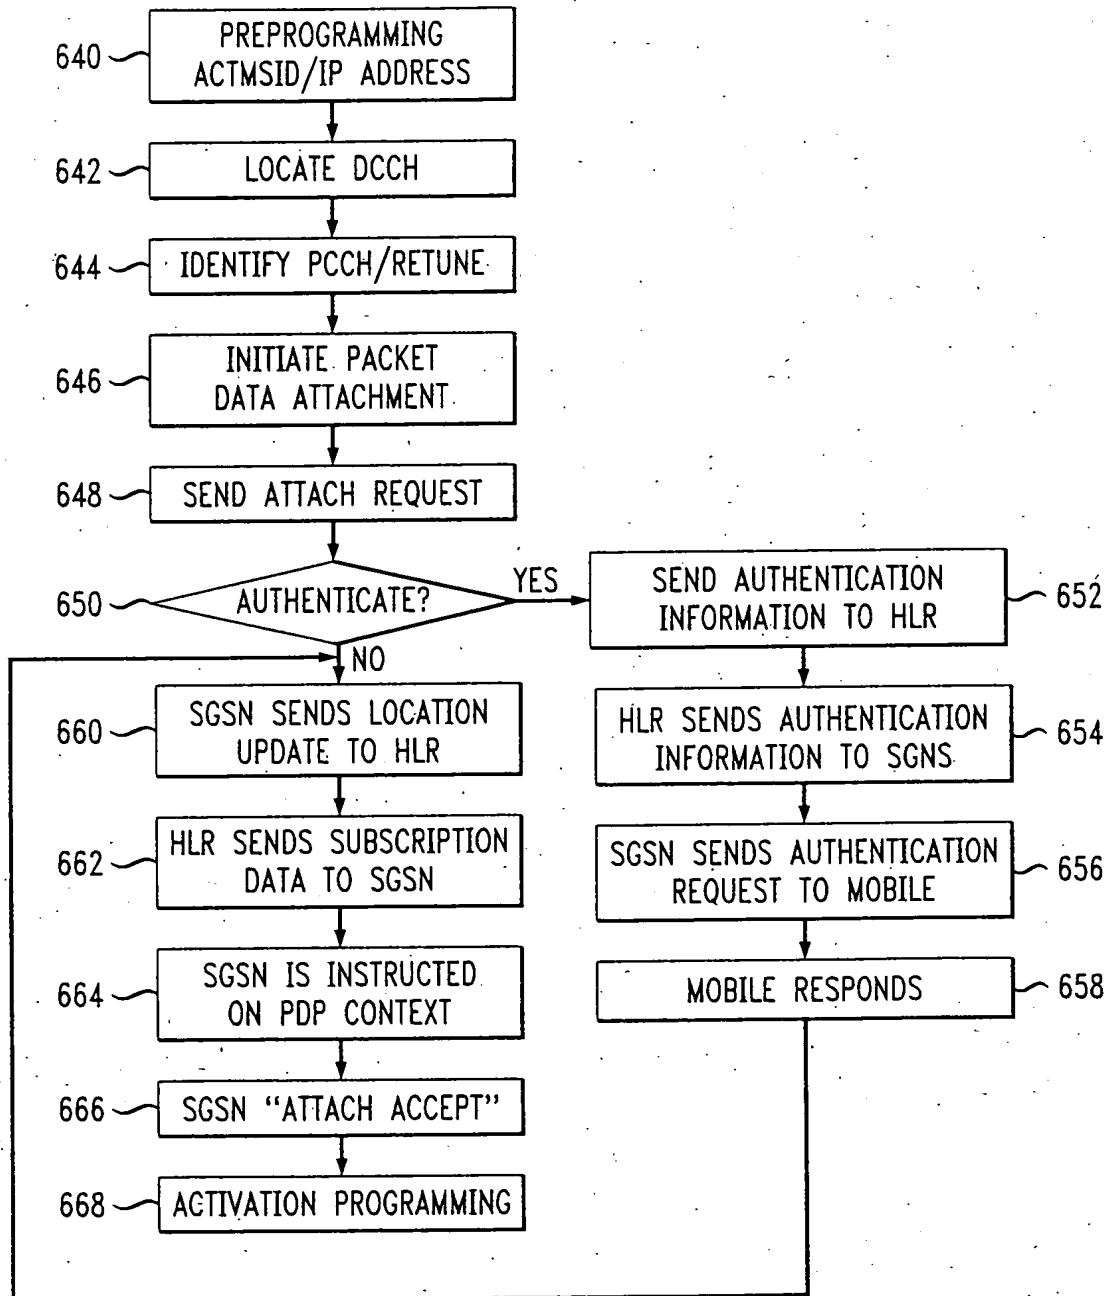 640
PREPROGRAMMING
ACTMSID/IP ADDRESS
642
LOCATE DCCH
644
IDENTIFY PCCH/RETUNE
646
INITIATE PACKET
DATA ATTACHMENT
648
SEND ATTACH REQUEST
650
AUTHENTICATE?
YES
NO
SEND AUTHENTICATION
INFORMATION TO HLR
652
HLR SENDS AUTHENTICATION
INFORMATION TO SGNS
654
SGSN SENDS AUTHENTICATION
REQUEST TO MOBILE
656
MOBILE RESPONDS
658
660
SGSN SENDS LOCATION
UPDATE TO HLR
662
HLR SENDS SUBSCRIPTION
DATA TO SGSN
664
SGSN IS INSTRUCTED
ON PDP CONTEXT
666
SGSN “ATTACH ACCEPT”
668
ACTIVATION PROGRAMMING